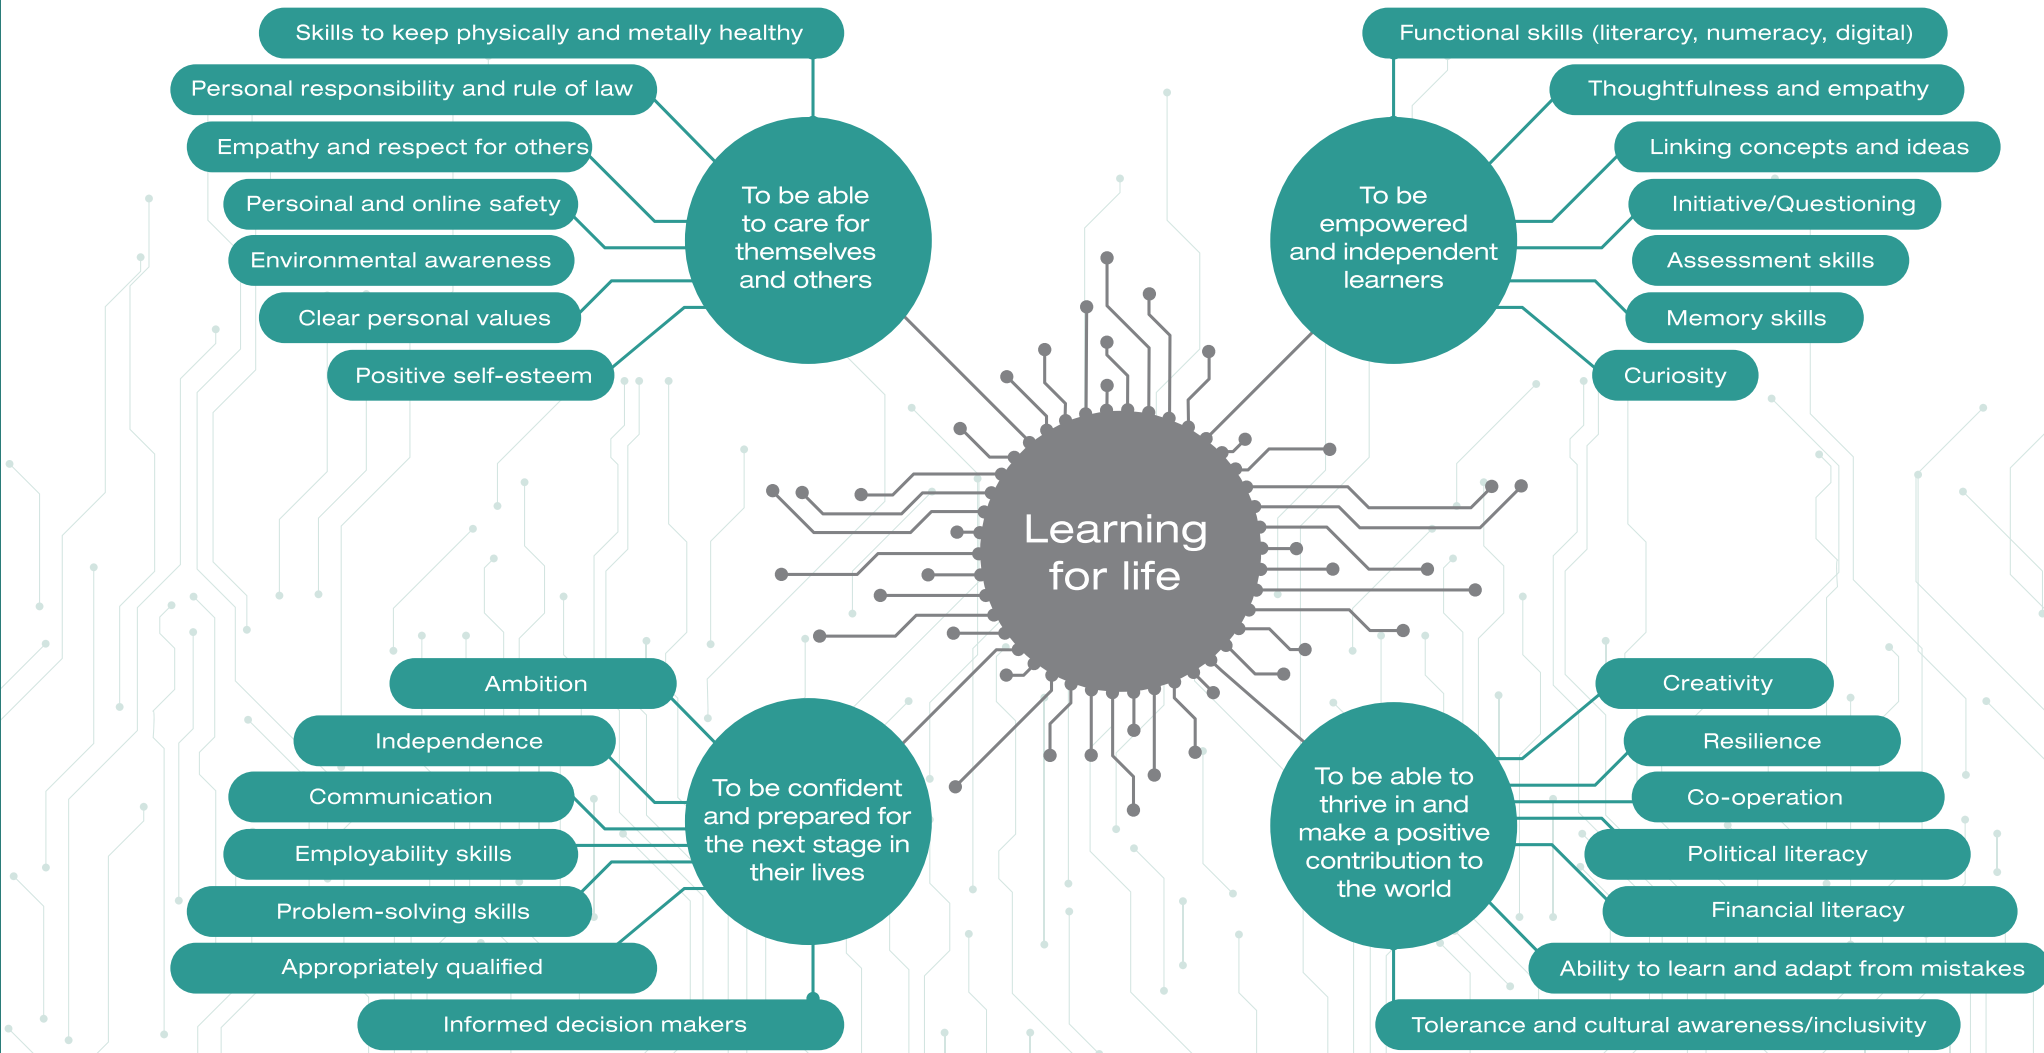 Skills to keep physically and metally healthy
Personal responsibility and rule of law
Empathy and respect for others
Persoinal and online safety
Environmental awareness
Clear personal values
Positive self-esteem
To be able
to care for
themselves
and others
Functional skills (literarcy, numeracy, digital)
Thoughtfulness and empathy
Linking concepts and ideas
Initiative/Questioning
Assessment skills
Memory skills
Curiosity
To be
empowered
and independent
learners
Learning
for life
Ambition
Independence
Communication
Employability skills
Problem-solving skills
Appropriately qualified
Informed decision makers
To be confident
and prepared for
the next stage in
their lives
Creativity
Resilience
Co-operation
Political literacy
Financial literacy
Ability to learn and adapt from mistakes
Tolerance and cultural awareness/inclusivity
To be able to
thrive in and
make a positive
contribution to
the world